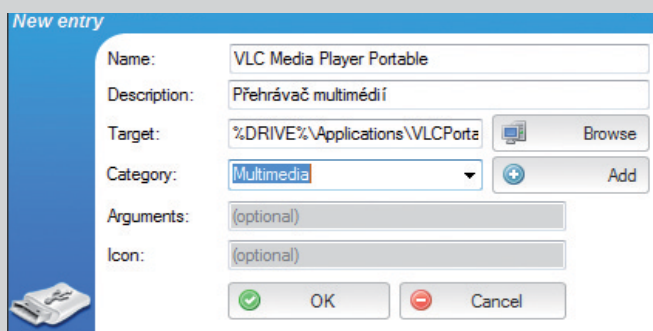 New entry
Name: VLC Media Player Portable
Description: Přehrávač multimédií
Target: %DRIVE%\Applications\VLCPorta Browse
Category: Multimedia Add
Arguments: (optional)
Icon: (optional)
OK Cancel